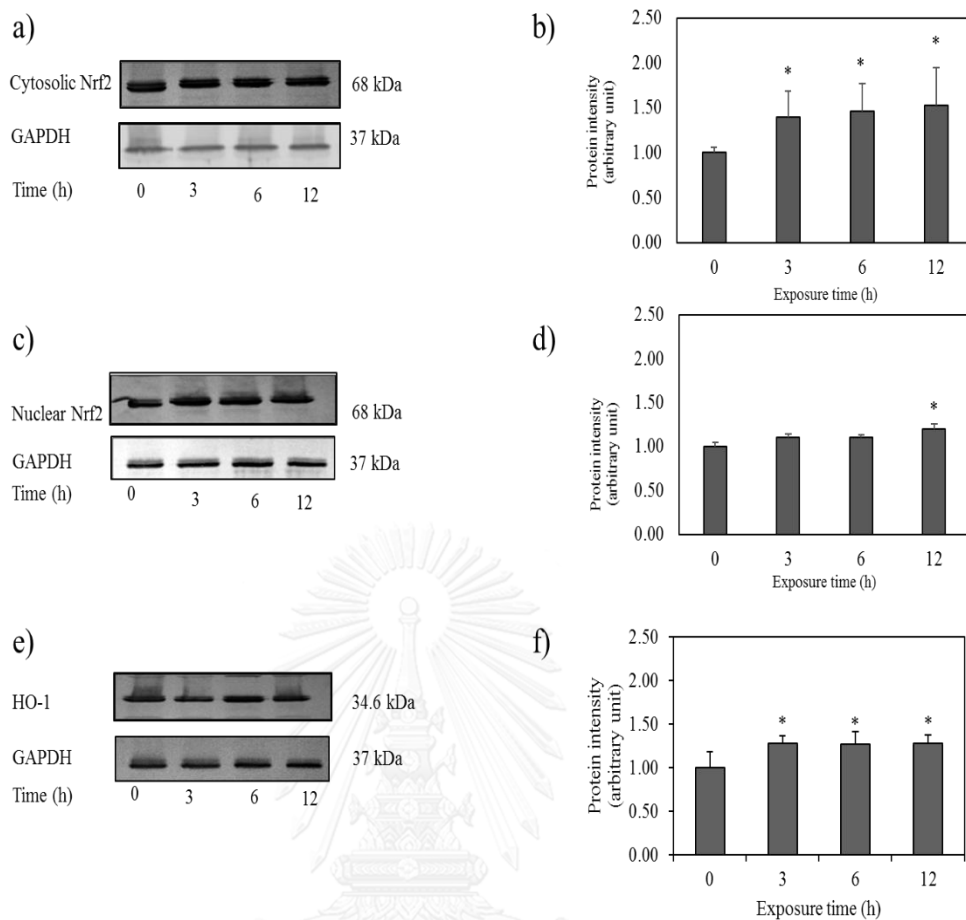 a)
Cytosolic Nrf2
68 kDa
GAPDH
37 kDa
Time (h)
0 3 6 12
b)
Protein intensity
(arbitrary unit)
2.50
2.00
1.50
1.00
0.50
0.00
* * *
0 3 6 12
Exposure time (h)
c)
Nuclear Nrf2
68 kDa
GAPDH
37 kDa
Time (h)
0 3 6 12
d)
Protein intensity
(arbitrary unit)
2.50
2.00
1.50
1.00
0.50
0.00
*
0 3 6 12
Exposure time (h)
e)
HO-1
34.6 kDa
GAPDH
37 kDa
Time (h)
0 3 6 12
f)
Protein intensity
(arbitrary unit)
2.50
2.00
1.50
1.00
0.50
0.00
* * *
0 3 6 12
Exposure time (h)